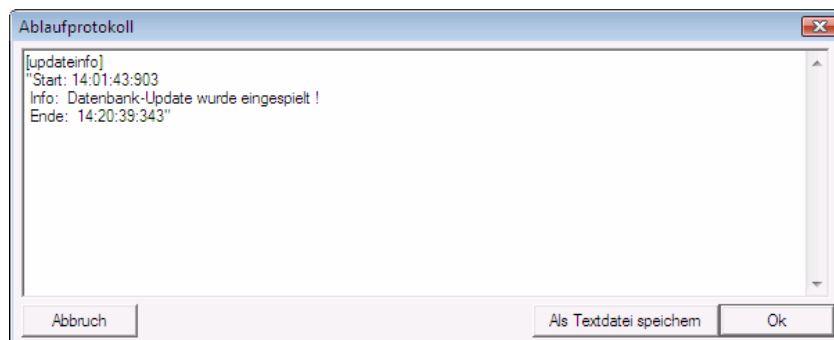 Ablaufprotokoll
[updateinfo]
"Start: 14:01:43:903
Info: Datenbank-Update wurde eingespielt !
Ende: 14:20:39:343"
Abbruch
Als Textdatei speichern
Ok